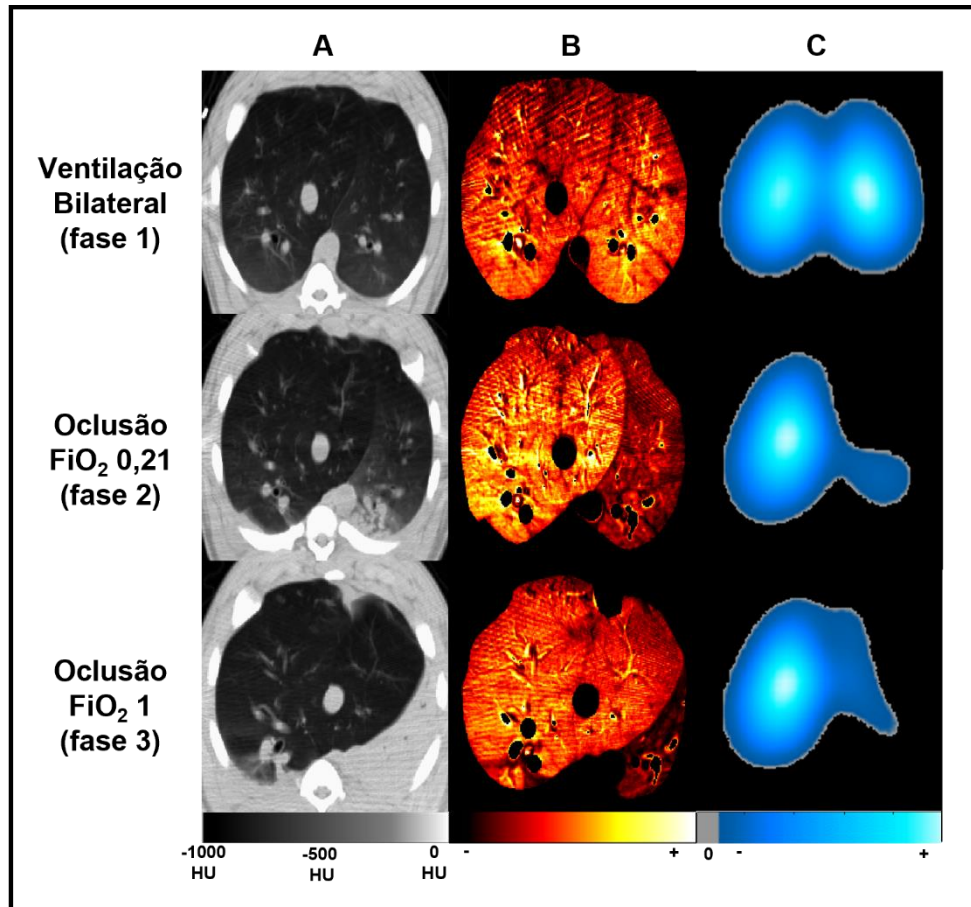 A B C
Ventilação
Bilateral
(fase 1)
Oclusão
FiO₂ 0,21
(fase 2)
Oclusão
FiO₂ 1
(fase 3)
-1000
HU
-500
HU
0
HU
- +
0 - +